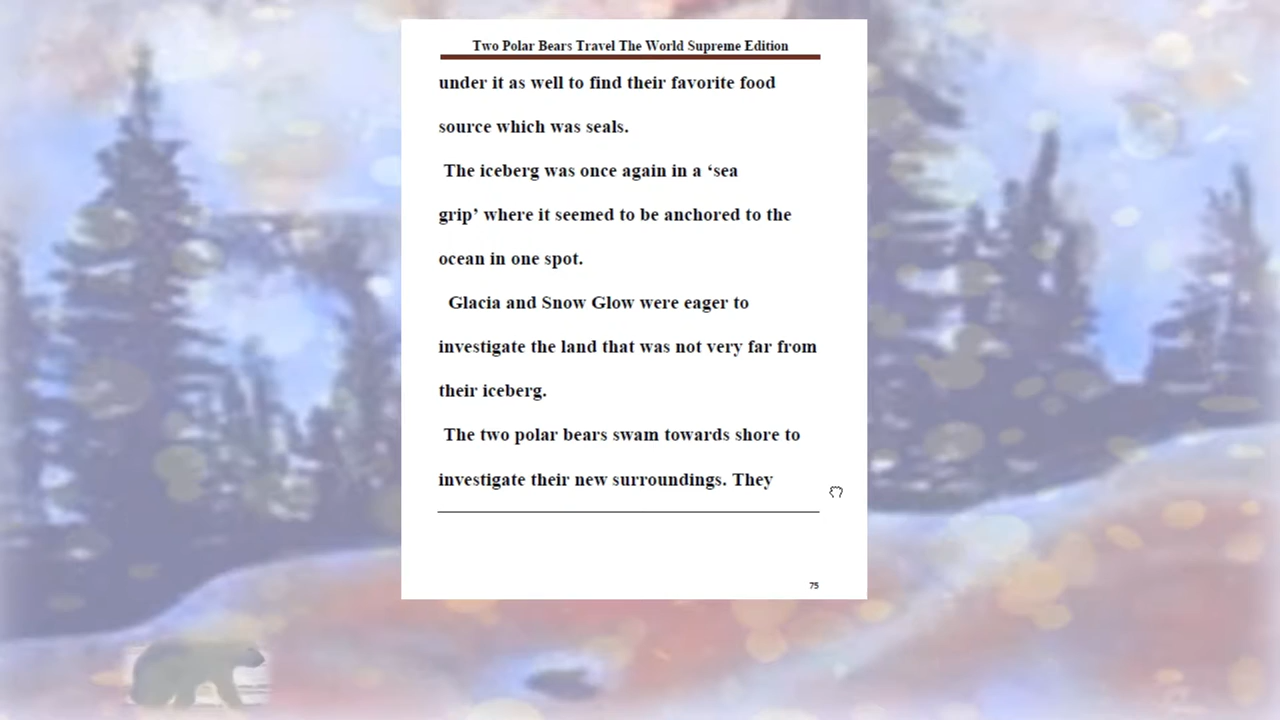 Two Polar Bears Travel The World Supreme Edition
under it as well to find their favorite food
source which was seals.
The iceberg was once again in a ‘sea
grip’ where it seemed to be anchored to the
ocean in one spot.
Glacia and Snow Glow were eager to
investigate the land that was not very far from
their iceberg.
The two polar bears swam towards shore to
investigate their new surroundings. They
75